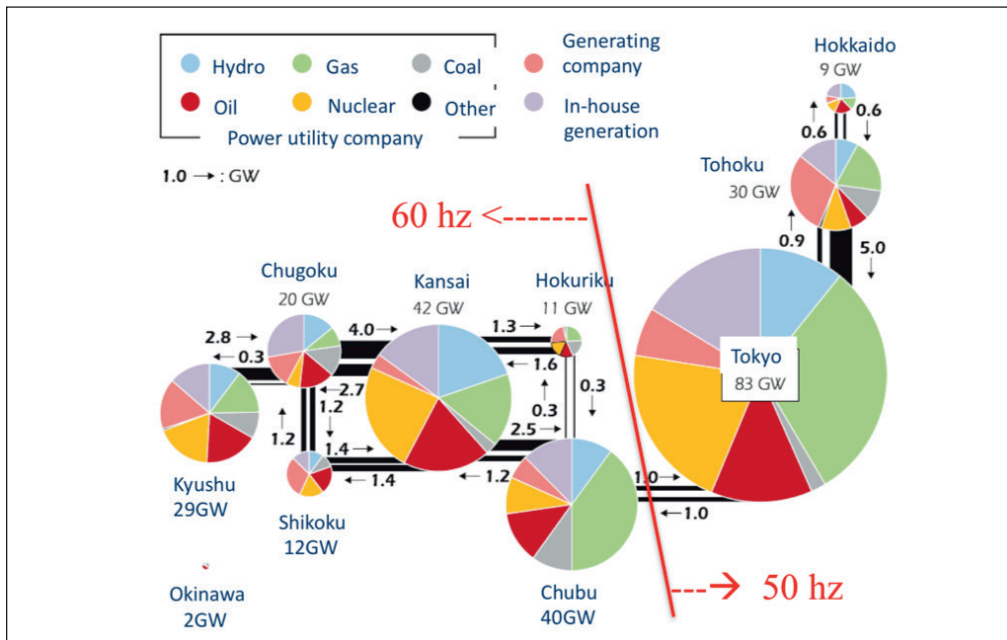 Hydro
Gas
Coal
Generating
company
Oil
Nuclear
Other
In-house
generation
Power utility company
1.0 → : GW
Hokkaido
9 GW
0.6
0.6
Tohoku
30 GW
0.9
5.0
60 hz <--------
Chugoku
20 GW
Kansai
42 GW
Hokuriku
11 GW
2.8 →
← 0.3
4.0 →
1.3 →
← 1.6
← 2.7
1.2
1.2
0.3
0.3
Tokyo
83 GW
2.5 →
1.4 →
← 1.4
← 1.2
1.0 →
← 1.0
Kyushu
29GW
Shikoku
12GW
Okinawa
2GW
Chubu
40GW
----→ 50 hz